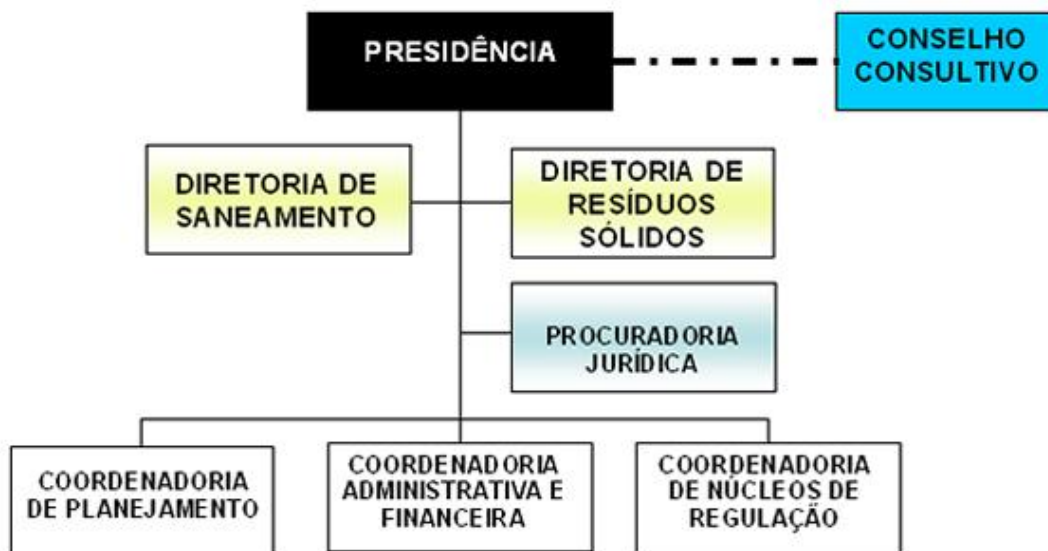 PRESIDÊNCIA
CONSELHO
CONSULTIVO
DIRETORIA DE
SANEAMENTO
DIRETORIA DE
RESÍDUOS
SÓLIDOS
PROCURADORIA
JURÍDICA
COORDENADORIA
DE PLANEJAMENTO
COORDENADORIA
ADMINISTRATIVA E
FINANCEIRA
COORDENADORIA
DE NÚCLEOS DE
REGULAÇÃO